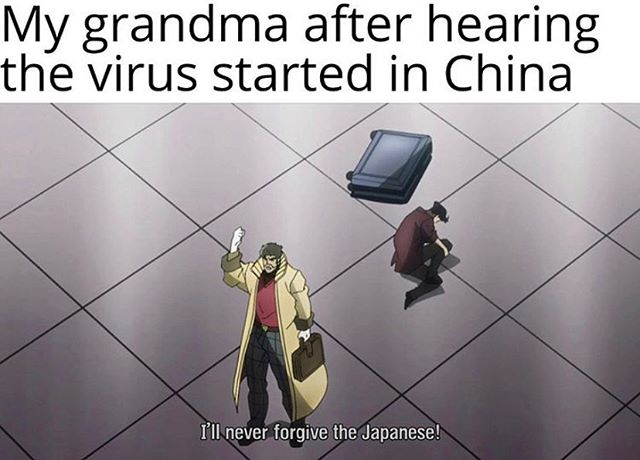 My grandma after hearing
the virus started in China
I'll never forgive the Japanese!